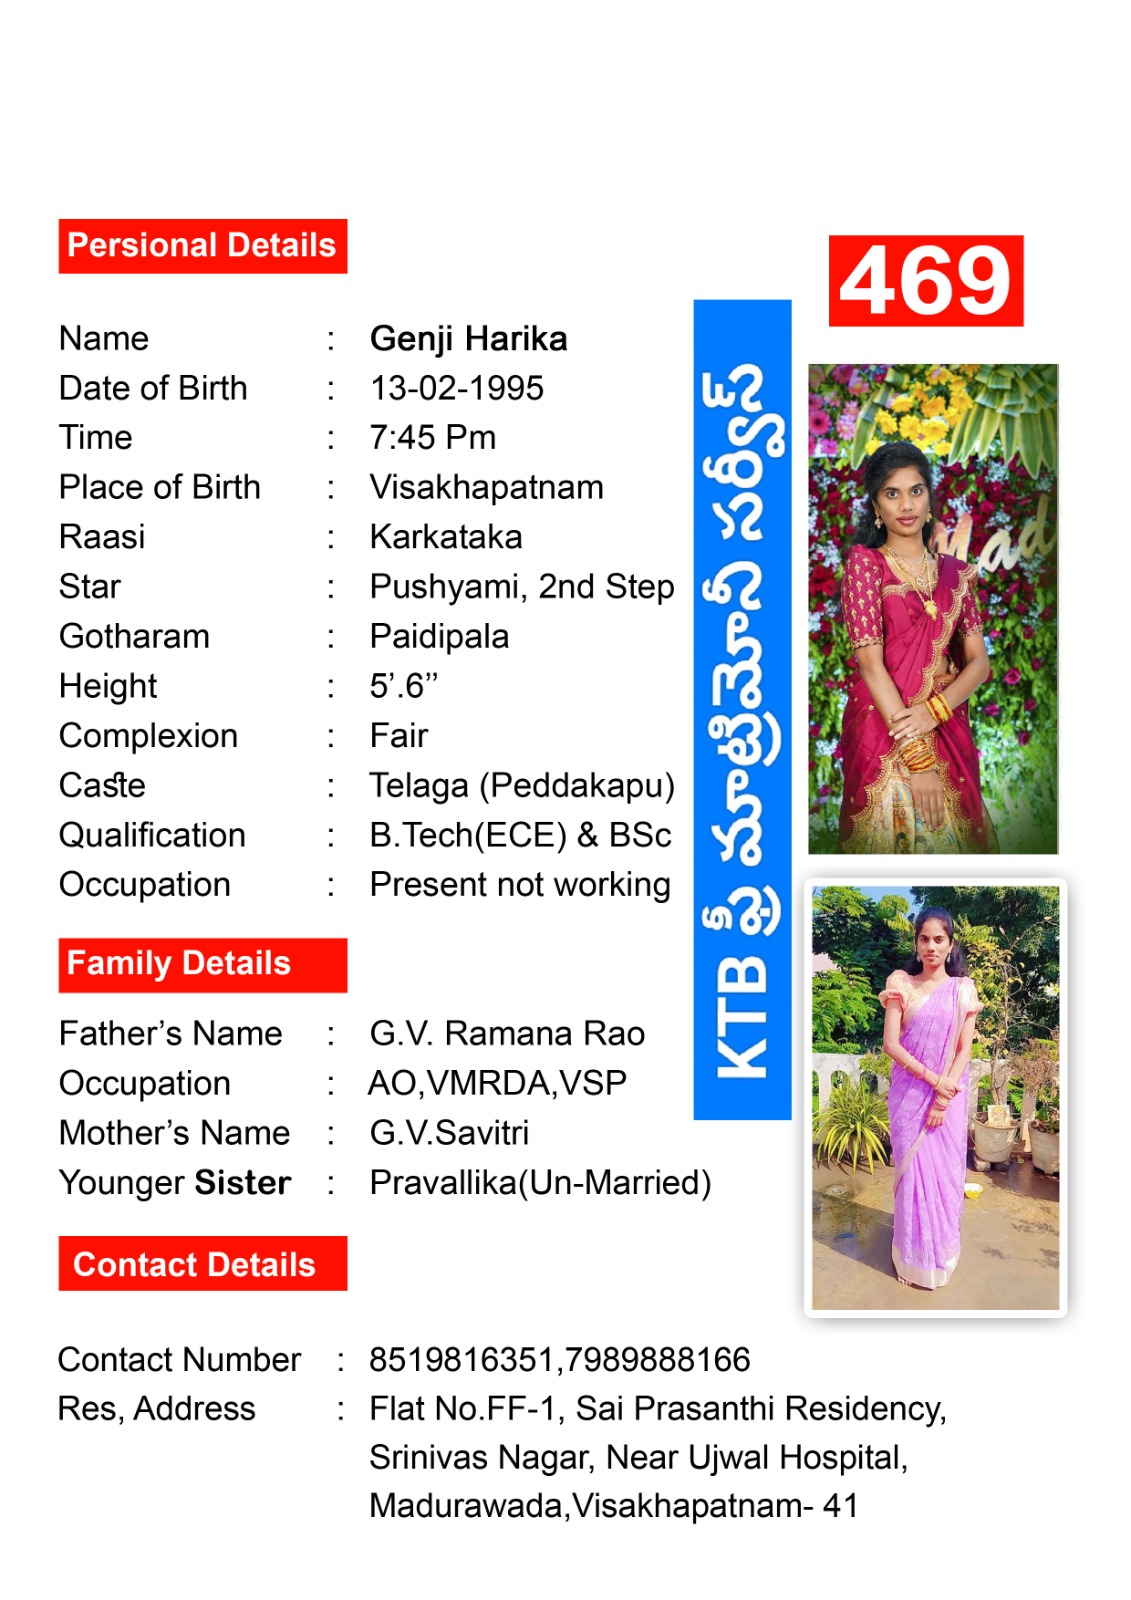 Persional Details
469
Name : Genji Harika
Date of Birth : 13-02-1995
Time : 7:45 Pm
Place of Birth : Visakhapatnam
Raasi : Karkataka
Star : Pushyami, 2nd Step
Gotharam : Paidipala
Height : 5’.6’’
Complexion : Fair
Caste : Telaga (Peddakapu)
Qualification : B.Tech(ECE) & BSc
Occupation : Present not working
KTB ఫ్రీ మాట్రిమోనీ సర్వీస్
Mad
Family Details
Father’s Name : G.V. Ramana Rao
Occupation : AO,VMRDA,VSP
Mother’s Name : G.V.Savitri
Younger Sister : Pravallika(Un-Married)
Contact Details
Contact Number : 8519816351,7989888166
Res, Address : Flat No.FF-1, Sai Prasanthi Residency,
Srinivas Nagar, Near Ujwal Hospital,
Madurawada,Visakhapatnam- 41